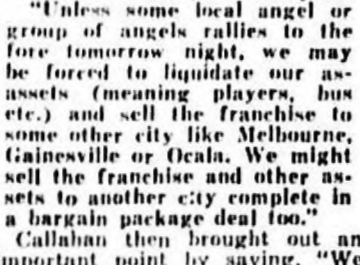 "Unless some local angel or
group of angels rallies to the
fore tomorrow night, we may
be forced to liquidate our as-
assets (meaning players, bus
etc.) and sell the franchise to
some other city like Melbourne,
Gainesville or Ocala. We might
sell the franchise and other as-
sets to another city complete in
a bargain package deal too."
Callahan then brought out an
important point by saying, "We